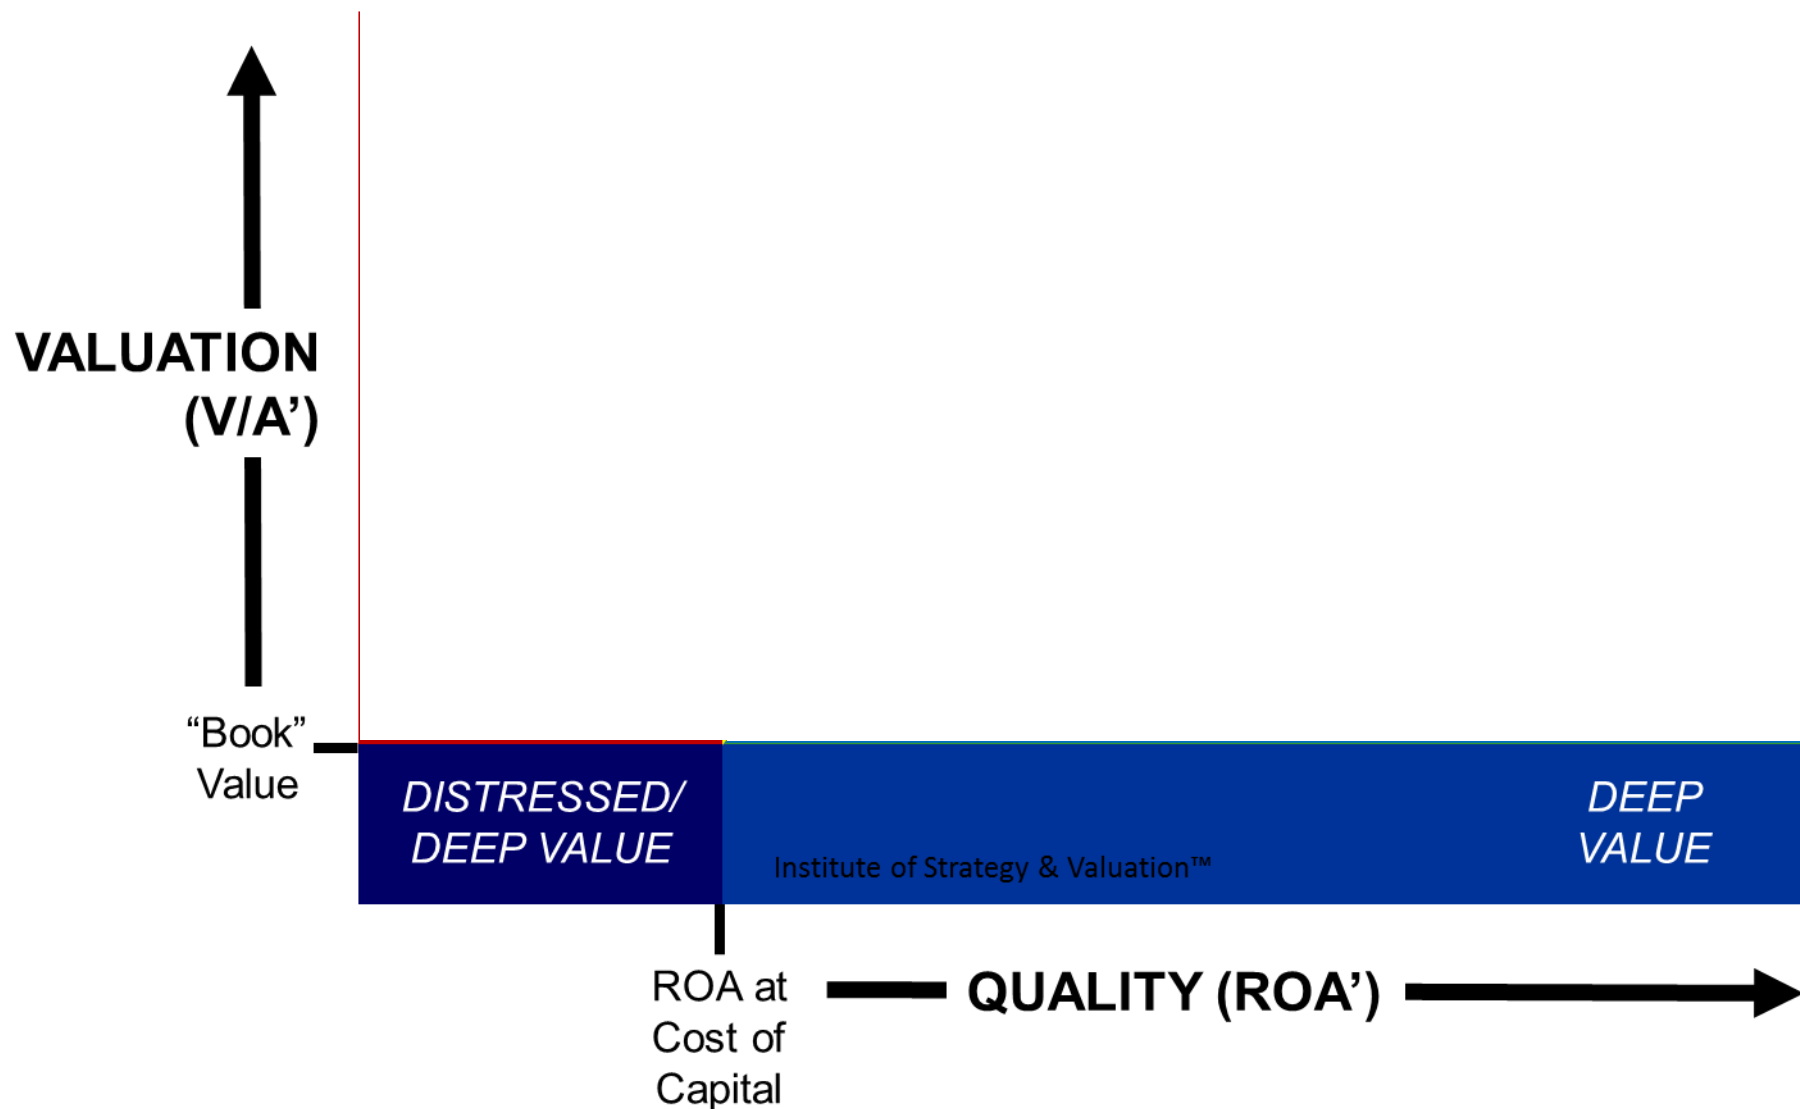 VALUATION
(V/A’)
“Book”
Value
DISTRESSED/
DEEP VALUE
DEEP
VALUE
Institute of Strategy & Valuation™
ROA at
Cost of
Capital
QUALITY (ROA’)